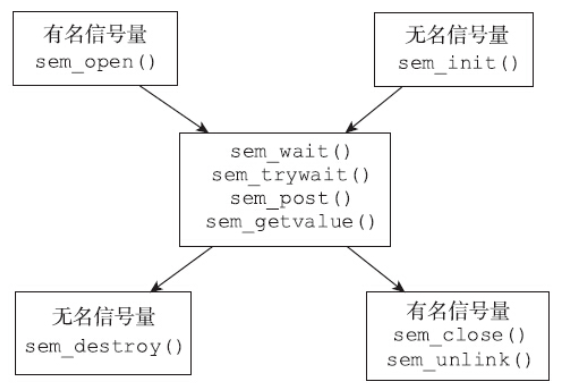 有名信号量
sem_open()
无名信号量
sem_init()
sem_wait()
sem_trywait()
sem_post()
sem_getvalue()
无名信号量
sem_destroy()
有名信号量
sem_close()
sem_unlink()